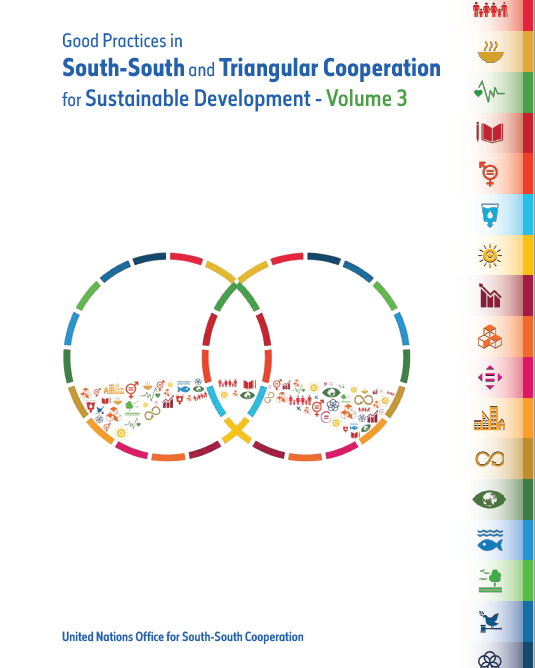 Good Practices in
South-South and Triangular Cooperation
for Sustainable Development - Volume 3
United Nations Office for South-South Cooperation